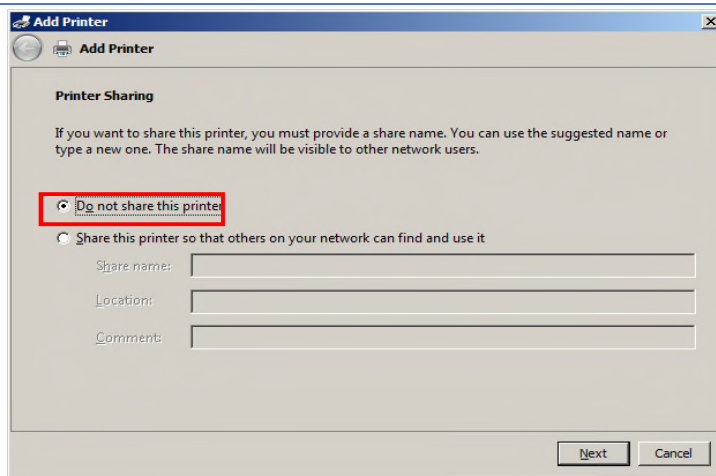 Add Printer
Add Printer
Printer Sharing
If you want to share this printer, you must provide a share name. You can use the suggested name or
type a new one. The share name will be visible to other network users.
Do not share this printer
Share this printer so that others on your network can find and use it
Share name:
Location:
Comment:
Next Cancel